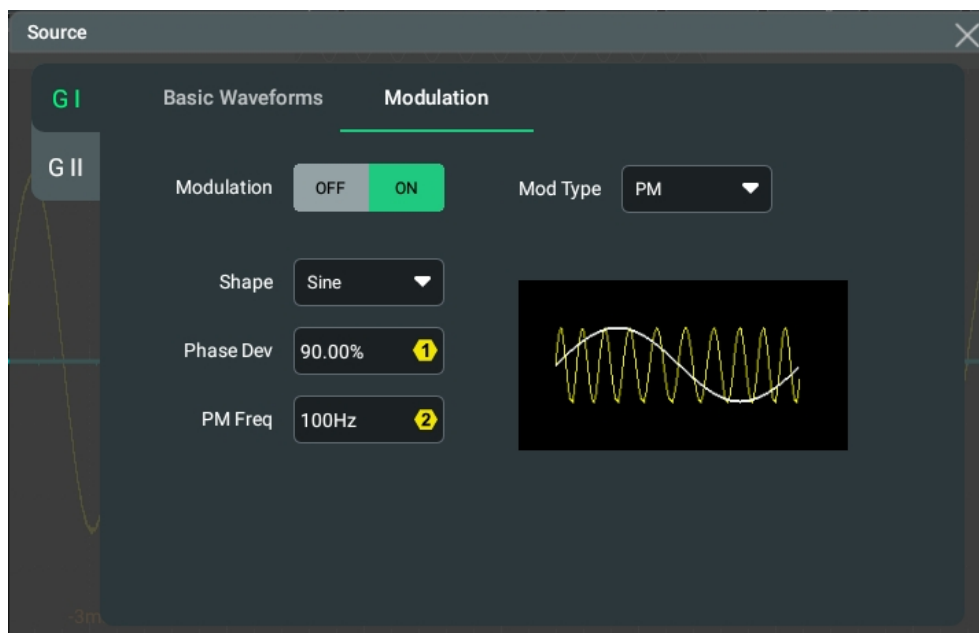 Source
G I
Basic Waveforms
Modulation
G II
Modulation
OFF
ON
Mod Type
PM
Shape
Sine
Phase Dev
90.00%
1
PM Freq
100Hz
2
-3m